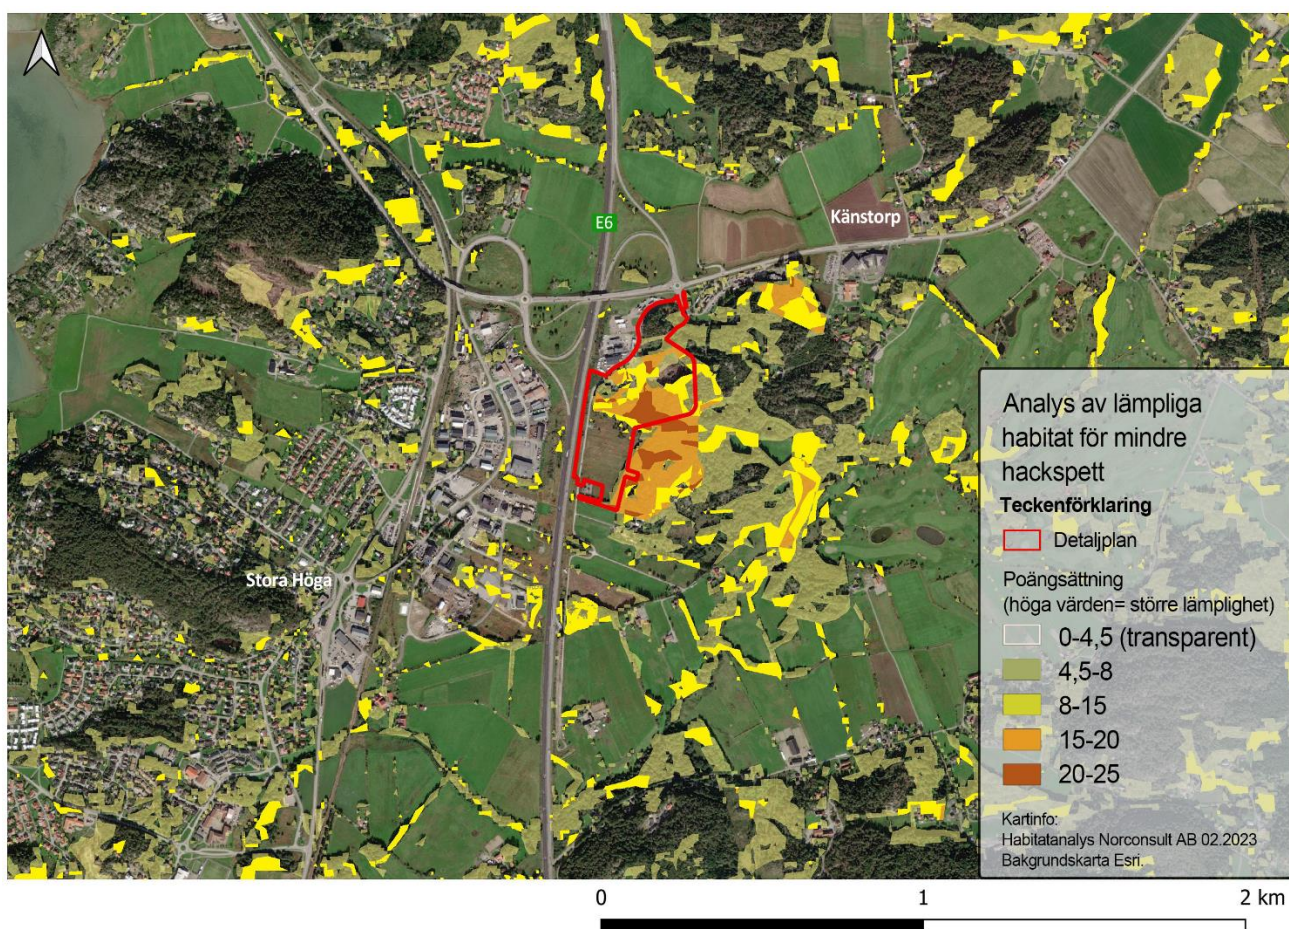 E6
Känstorp
Stora Höga
Analys av lämpliga
habitat för mindre
hackspett
Teckenförklaring
Detaljplan
Poängsättning
(höga värden= större lämplighet)
0-4,5 (transparent)
4,5-8
8-15
15-20
20-25
Kartinfo:
Habitatanalys Norconsult AB 02.2023
Bakgrundskarta Esri.
0 1 2 km